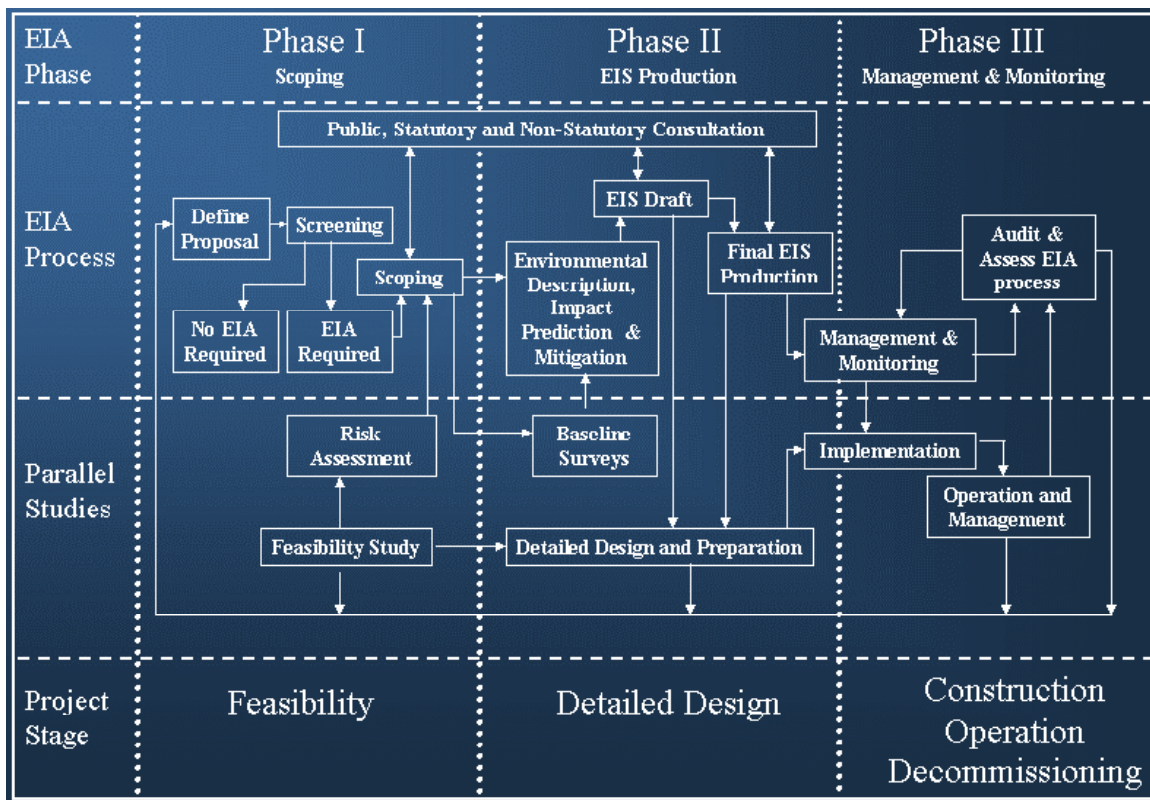 EIA
Phase
Phase I
Scoping
Phase II
EIS Production
Phase III
Management & Monitoring
EIA
Process
Public, Statutory and Non-Statutory Consultation
Define
Proposal
Screening
Scoping
No EIA
Required
EIA
Required
EIS Draft
Environmental
Description,
Impact
Prediction &
Mitigation
Final EIS
Production
Audit &
Assess EIA
process
Management &
Monitoring
Parallel
Studies
Risk
Assessment
Baseline
Surveys
Implementation
Operation and
Management
Feasibility Study
Detailed Design and Preparation
Project
Stage
Feasibility
Detailed Design
Construction
Operation
Decommissioning